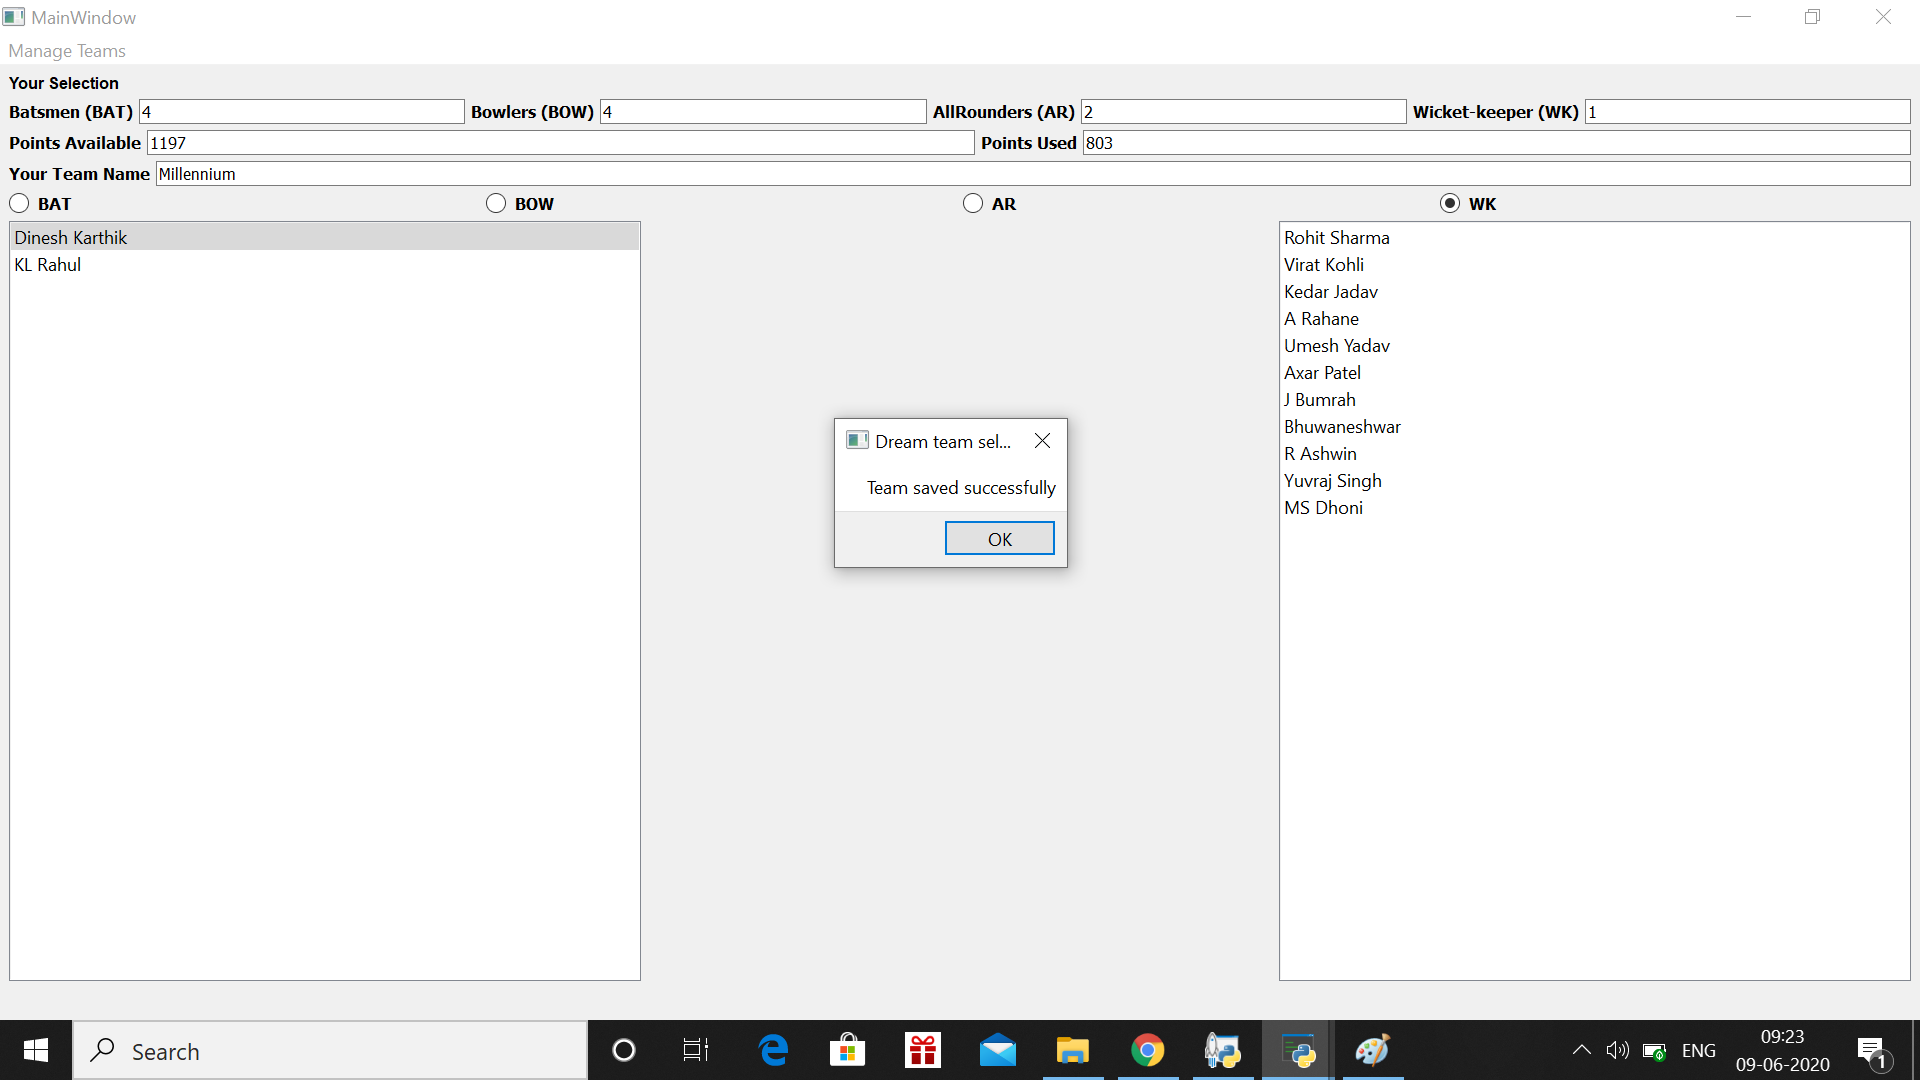 MainWindow
Manage Teams
Your Selection
Batsmen (BAT) 4 Bowlers (BOW) 4 AllRounders (AR) 2 Wicket-keeper (WK) 1
Points Available 1197 Points Used 803
Your Team Name Millennium
BAT BOW AR WK
Dinesh Karthik
KL Rahul
Rohit Sharma
Virat Kohli
Kedar Jadav
A Rahane
Umesh Yadav
Axar Patel
J Bumrah
Bhuwaneshwar
R Ashwin
Yuvraj Singh
MS Dhoni
Dream team sel...
Team saved successfully
OK
Search
ENG
09:23
09-06-2020
1